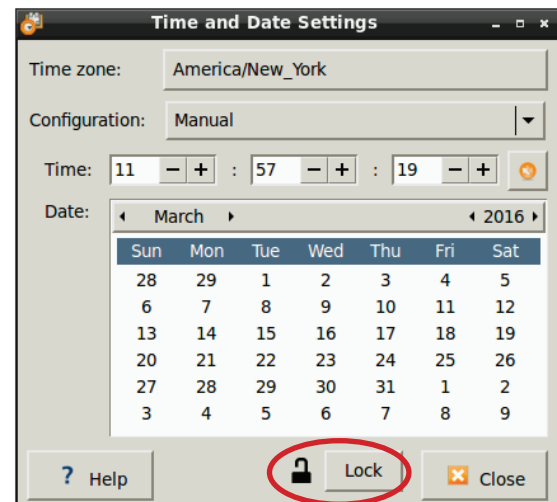 Time and Date Settings
Time zone: America/New_York
Configuration: Manual
Time: 11 − + : 57 − + : 19 − +
Date: March 2016
Sun Mon Tue Wed Thu Fri Sat
28 29 1 2 3 4 5
6 7 8 9 10 11 12
13 14 15 16 17 18 19
20 21 22 23 24 25 26
27 28 29 30 31 1 2
3 4 5 6 7 8 9
? Help Lock Close